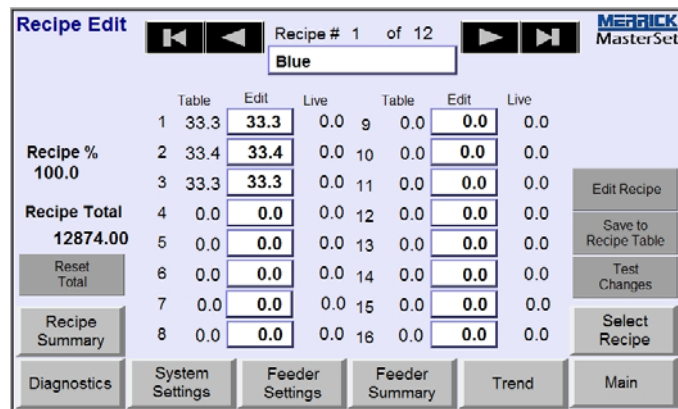 Recipe Edit
Recipe # 1 of 12
MERRICK
MasterSet
Blue
Table Edit Live Table Edit Live
1 33.3 33.3 0.0 9 0.0 0.0 0.0
Recipe % 2 33.4 33.4 0.0 10 0.0 0.0 0.0
100.0
3 33.3 33.3 0.0 11 0.0 0.0 0.0
Edit Recipe
Recipe Total 4 0.0 0.0 0.0 12 0.0 0.0 0.0
12874.00 5 0.0 0.0 0.0 13 0.0 0.0 0.0
Save to
Recipe Table
Reset
Total
6 0.0 0.0 0.0 14 0.0 0.0 0.0
Test
Changes
7 0.0 0.0 0.0 15 0.0 0.0 0.0
Recipe
Summary
8 0.0 0.0 0.0 16 0.0 0.0 0.0
Select
Recipe
Diagnostics
System
Settings
Feeder
Settings
Feeder
Summary
Trend
Main